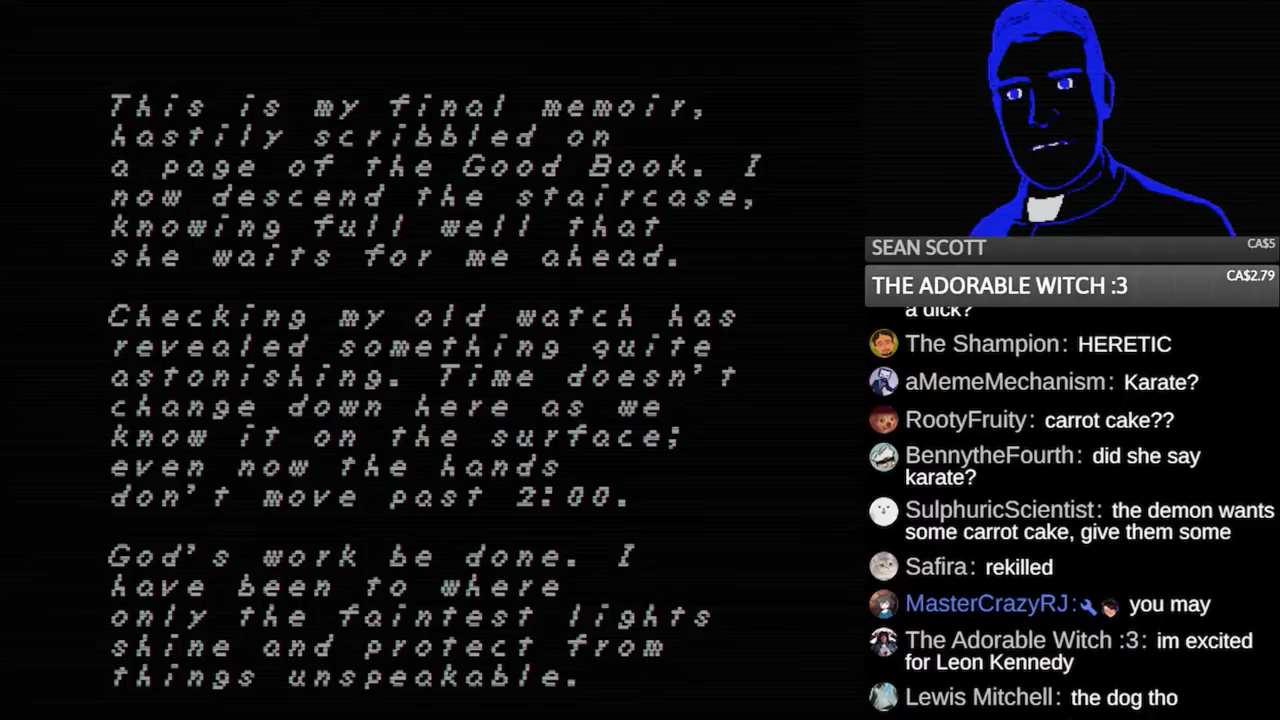 This is my final memoir,
hastily scribbled on
a page of the Good Book. I
now descend the staircase,
knowing full well that
she waits for me ahead.
Checking my old watch has
revealed something quite
astonishing. Time doesn't
change down here as we
know it on the surface;
even now the hands
don't move past 2:00.
God's work be done. I
have been to where
only the faintest lights
shine and protect from
things unspeakable.
SEAN SCOTT CA$5
THE ADORABLE WITCH :3 CA$2.79
a dick?
The Shampion: HERETIC
aMemeMechanism: Karate?
RootyFruity: carrot cake??
BennytheFourth: did she say
karate?
SulphuricScientist: the demon wants
some carrot cake, give them some
Safira: rekilled
MasterCrazyRJ: you may
The Adorable Witch :3: im excited
for Leon Kennedy
Lewis Mitchell: the dog tho